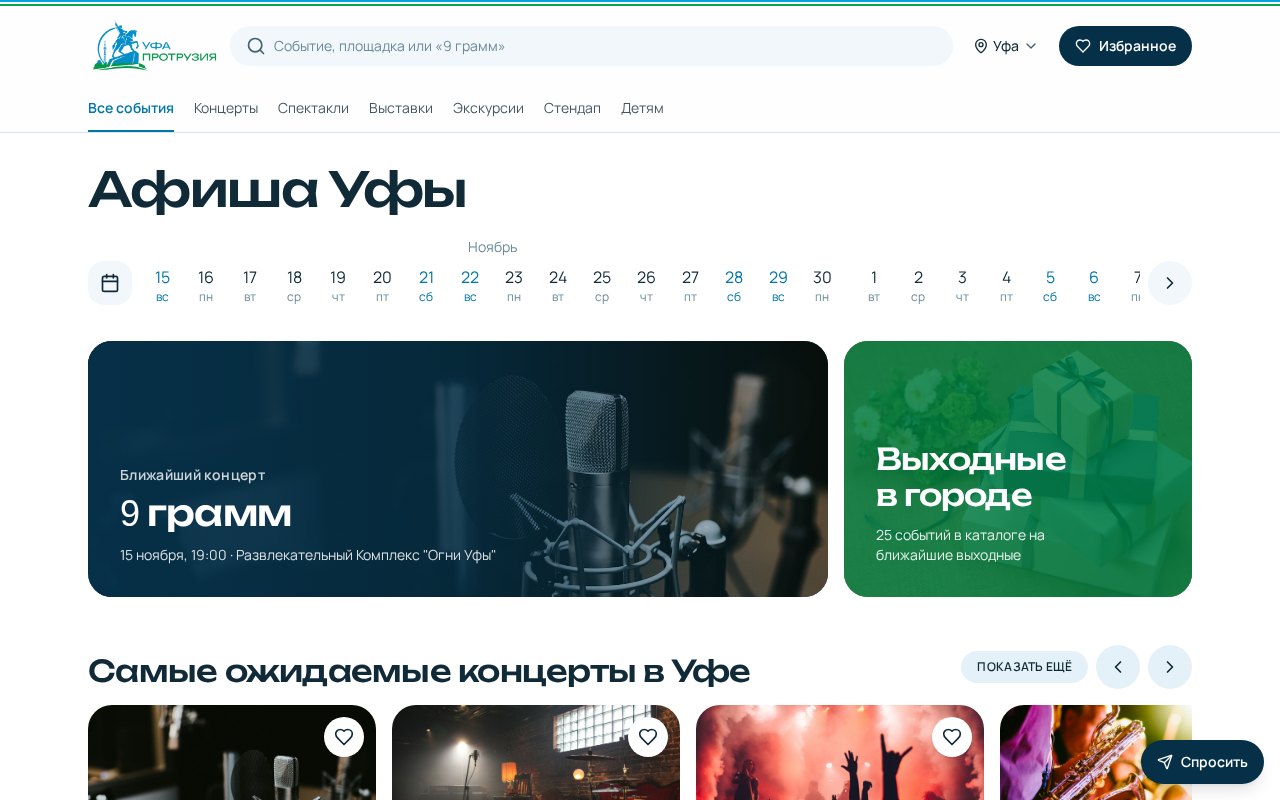 УФА
ПРОТРУЗИЯ
Событие, площадка или «9 грамм»
Уфа
Избранное
Все события Концерты Спектакли Выставки Экскурсии Стендап Детям
Афиша Уфы
Ноябрь
15 16 17 18 19 20 21 22 23 24 25 26 27 28 29 30 1 2 3 4 5 6 7
вс пн вт ср чт пт сб вс пн вт ср чт пт сб вс пн вт ср чт пт сб вс
Ближайший концерт
9 грамм
15 ноября, 19:00 · Развлекательный Комплекс "Огни Уфы"
Выходные
в городе
25 событий в каталоге на
ближайшие выходные
Самые ожидаемые концерты в Уфе
ПОКАЗАТЬ ЕЩЁ
Спросить